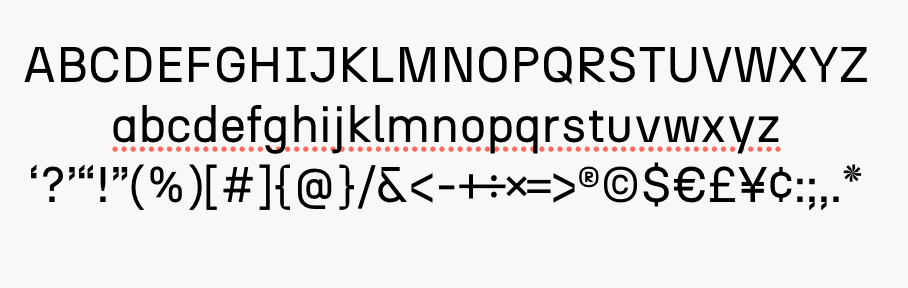 ABCDEFGHIJKLMNOPQRSTUVWXYZ
abcdefghijklmnopqrstuvwxyz
‘?’“!”(%)[#]{@}/&<-+÷×=>®©$€£¥¢:;,.*